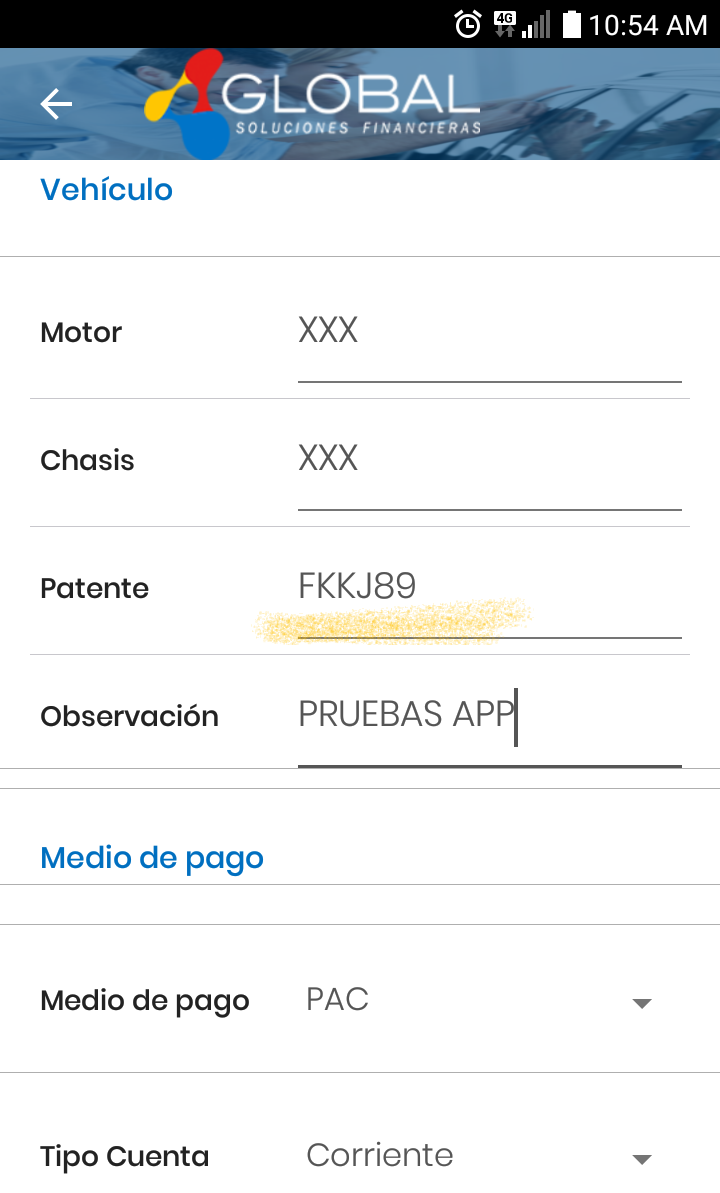 4G 10:54 AM
GLOBAL
SOLUCIONES FINANCIERAS
Vehículo
Motor XXX
Chasis XXX
Patente FKKJ89
Observación PRUEBAS APP
Medio de pago
Medio de pago PAC
Tipo Cuenta Corriente